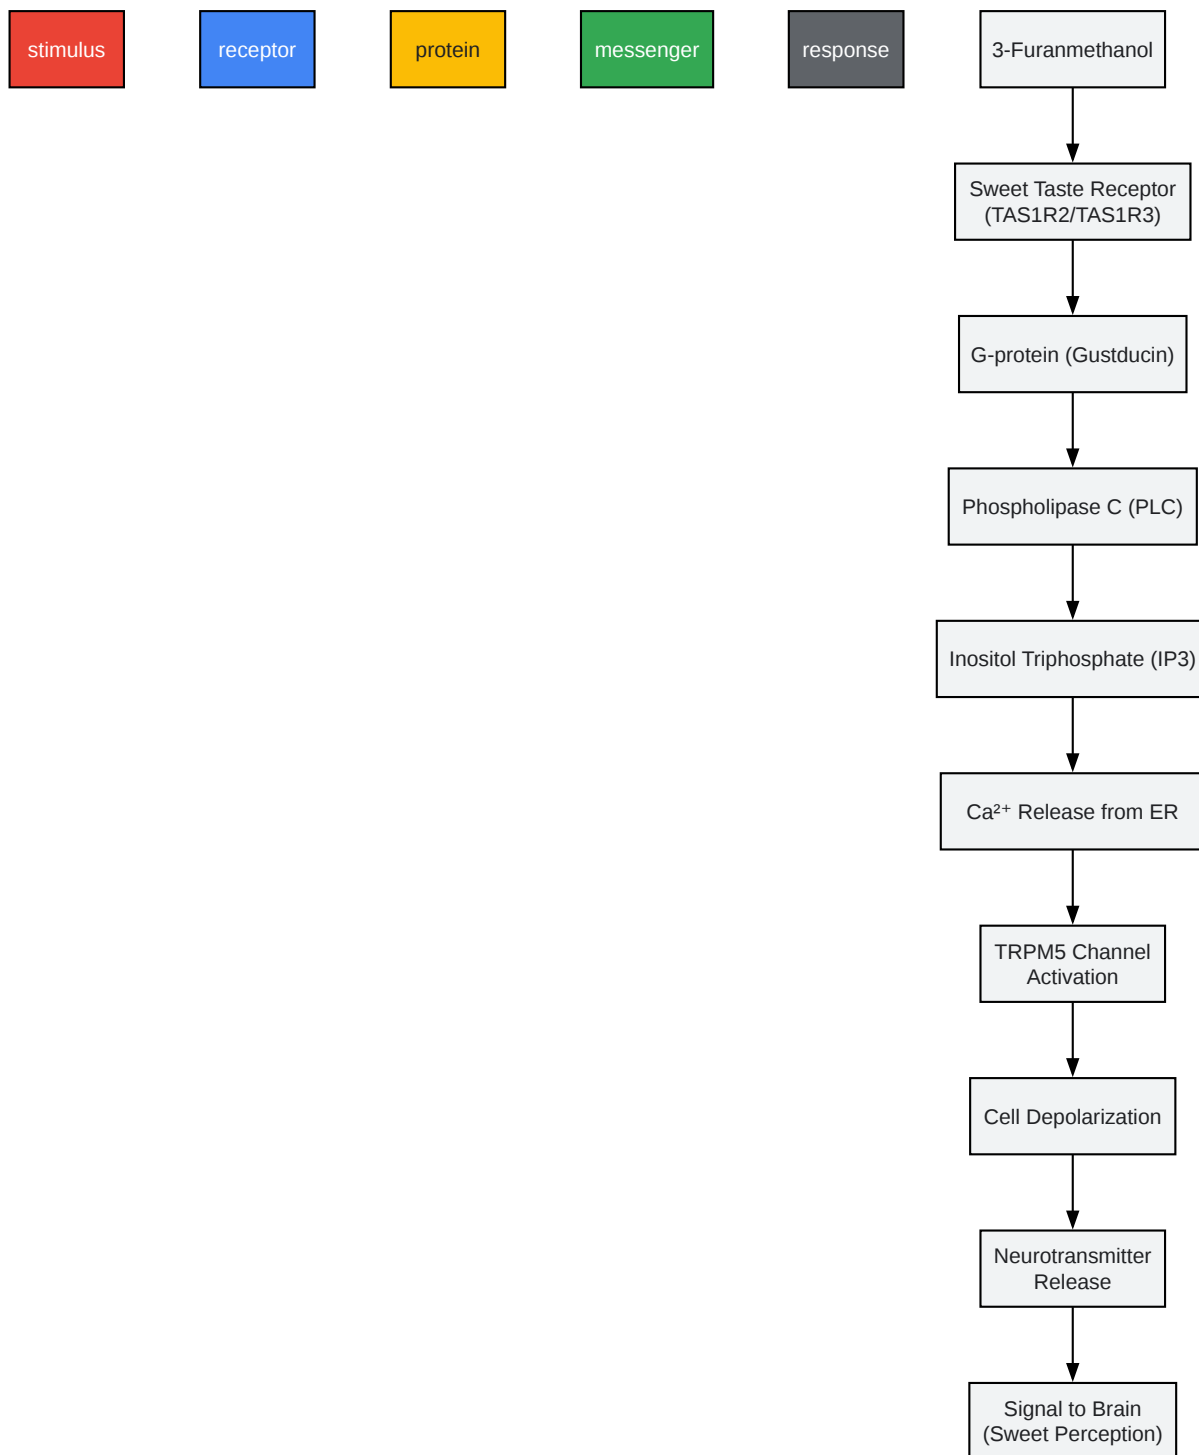 stimulus
receptor
protein
messenger
response
3-Furanmethanol
Sweet Taste Receptor
(TAS1R2/TAS1R3)
G-protein (Gustducin)
Phospholipase C (PLC)
Inositol Triphosphate (IP3)
Ca²⁺ Release from ER
TRPM5 Channel
Activation
Cell Depolarization
Neurotransmitter
Release
Signal to Brain
(Sweet Perception)